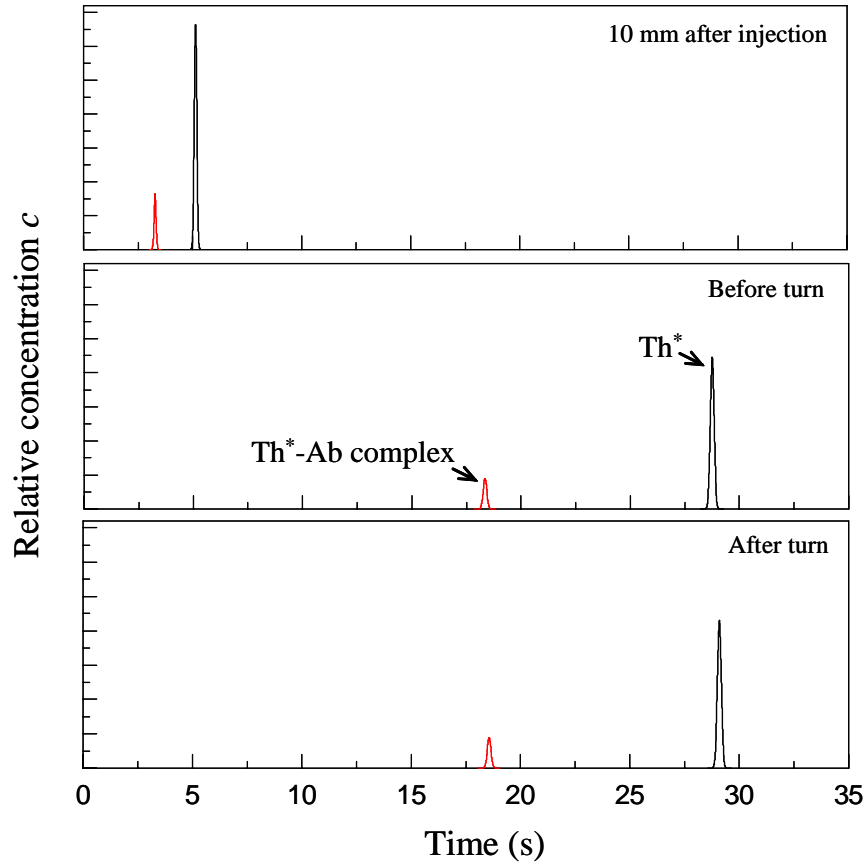 10 mm after injection
Relative concentration c
Before turn
Th*
Th*-Ab complex
After turn
0 5 10 15 20 25 30 35
Time (s)